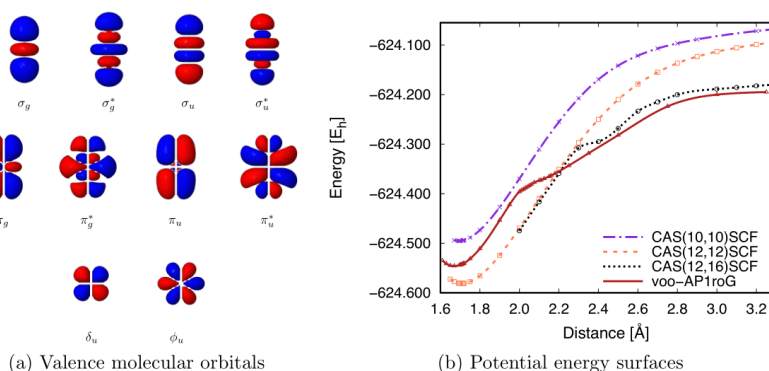 σg σ*g σu σ*u
πg π*g πu π*u
δu φu
(a) Valence molecular orbitals
Energy [Eh]
−624.100
−624.200
−624.300
−624.400
−624.500
−624.600
CAS(10,10)SCF
CAS(12,12)SCF
CAS(12,16)SCF
voo−AP1roG
1.6 1.8 2.0 2.2 2.4 2.6 2.8 3.0 3.2
Distance [Å]
(b) Potential energy surfaces